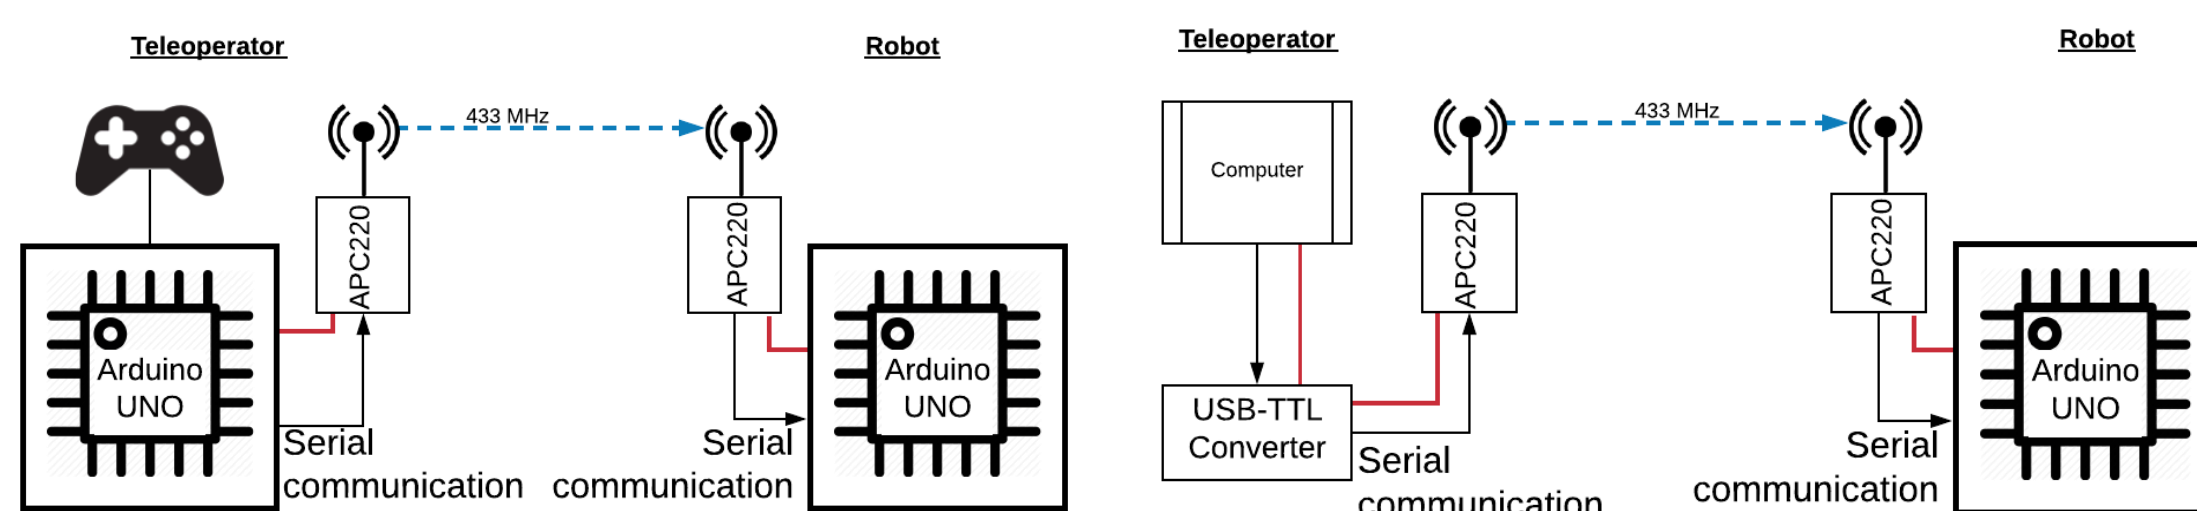 Teleoperator
Robot
433 MHz
APC220
APC220
Arduino
UNO
Serial
communication
Serial
communication
Arduino
UNO
Teleoperator
Robot
433 MHz
Computer
APC220
APC220
USB-TTL
Converter
Serial
communication
Serial
communication
Arduino
UNO